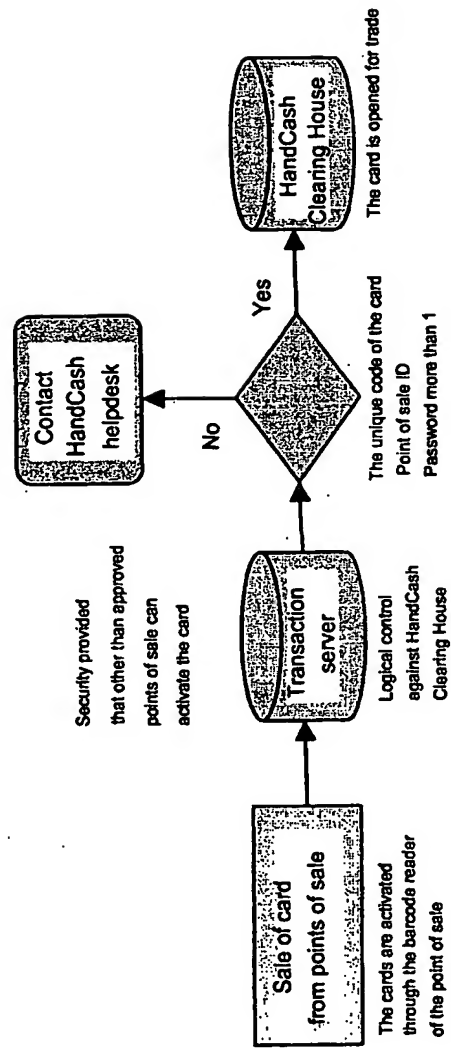 Sale of card
from points of sale
The cards are activated
through the barcode reader
of the point of sale
Security provided
that other than approved
points of sale can
activate the card
Transaction
server
Logical control
against HandCash
Clearing House
Contact
HandCash
helpdesk
No
Yes
The unique code of the card
Point of sale ID
Password more than 1
HandCash
Clearing House
The card is opened for trade